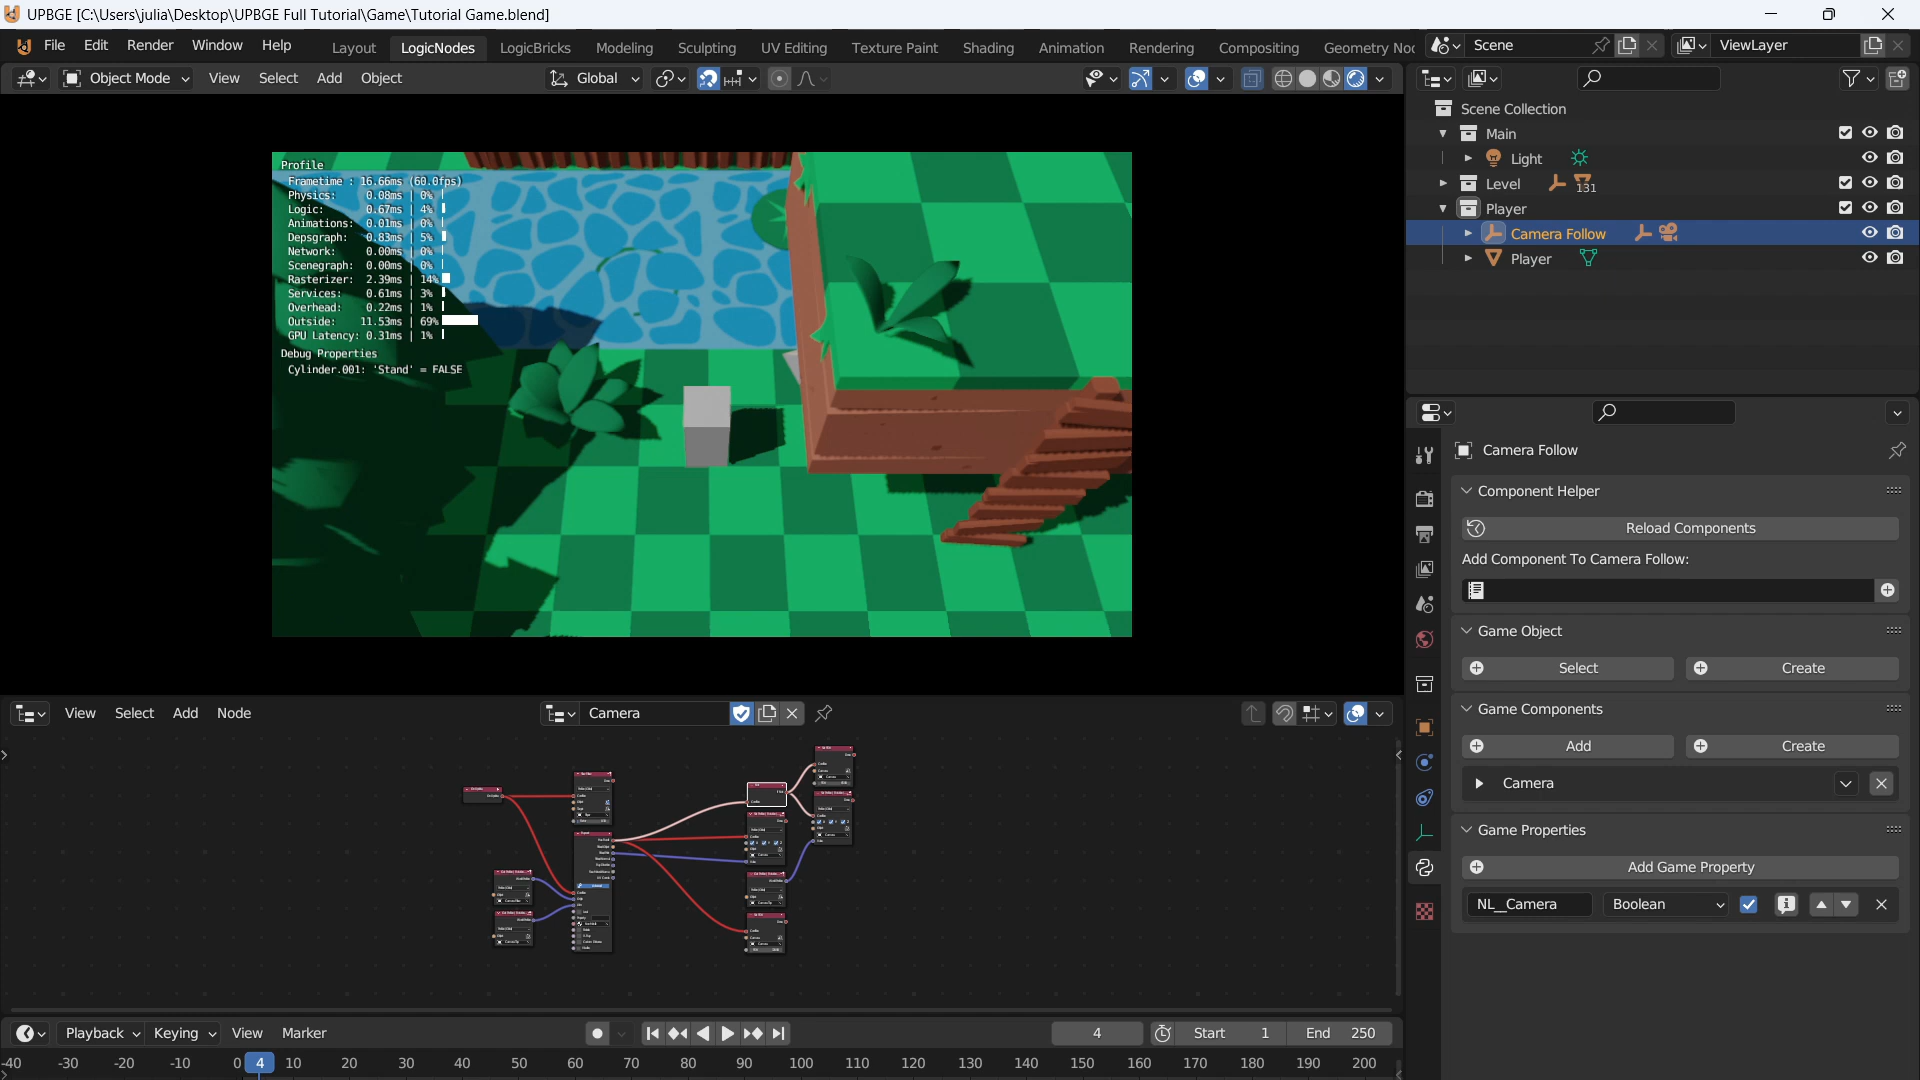 UPBGE [C:\Users\julia\Desktop\UPBGE Full Tutorial\Game\Tutorial Game.blend]
File Edit Render Window Help Layout LogicNodes LogicBricks Modeling Sculpting UV Editing Texture Paint Shading Animation Rendering Compositing Geometry No Scene ViewLayer
Object Mode View Select Add Object Global
Scene Collection
Main
Light
Level 131
Player
Camera Follow
Player
Profile
Frametime : 16.66ms (60.0fps)
Physics: 0.08ms | 0%
Logic: 0.67ms | 4%
Animations: 0.01ms | 0%
Depsgraph: 0.83ms | 5%
Network: 0.00ms | 0%
Scenegraph: 0.00ms | 0%
Rasterizer: 2.39ms | 14%
Services: 0.61ms | 3%
Overhead: 0.22ms | 1%
Outside: 11.53ms | 69%
GPU Latency: 0.31ms | 1%
Debug Properties
Cylinder.001: 'Stand' = FALSE
Camera Follow
Component Helper
Reload Components
Add Component To Camera Follow:
Game Object
Select Create
Game Components
Add Create
Camera
Game Properties
Add Game Property
NL__Camera Boolean
View Select Add Node Camera
Playback Keying View Marker 4 Start 1 End 250
-40 -30 -20 -10 0 4 10 20 30 40 50 60 70 80 90 100 110 120 130 140 150 160 170 180 190 200